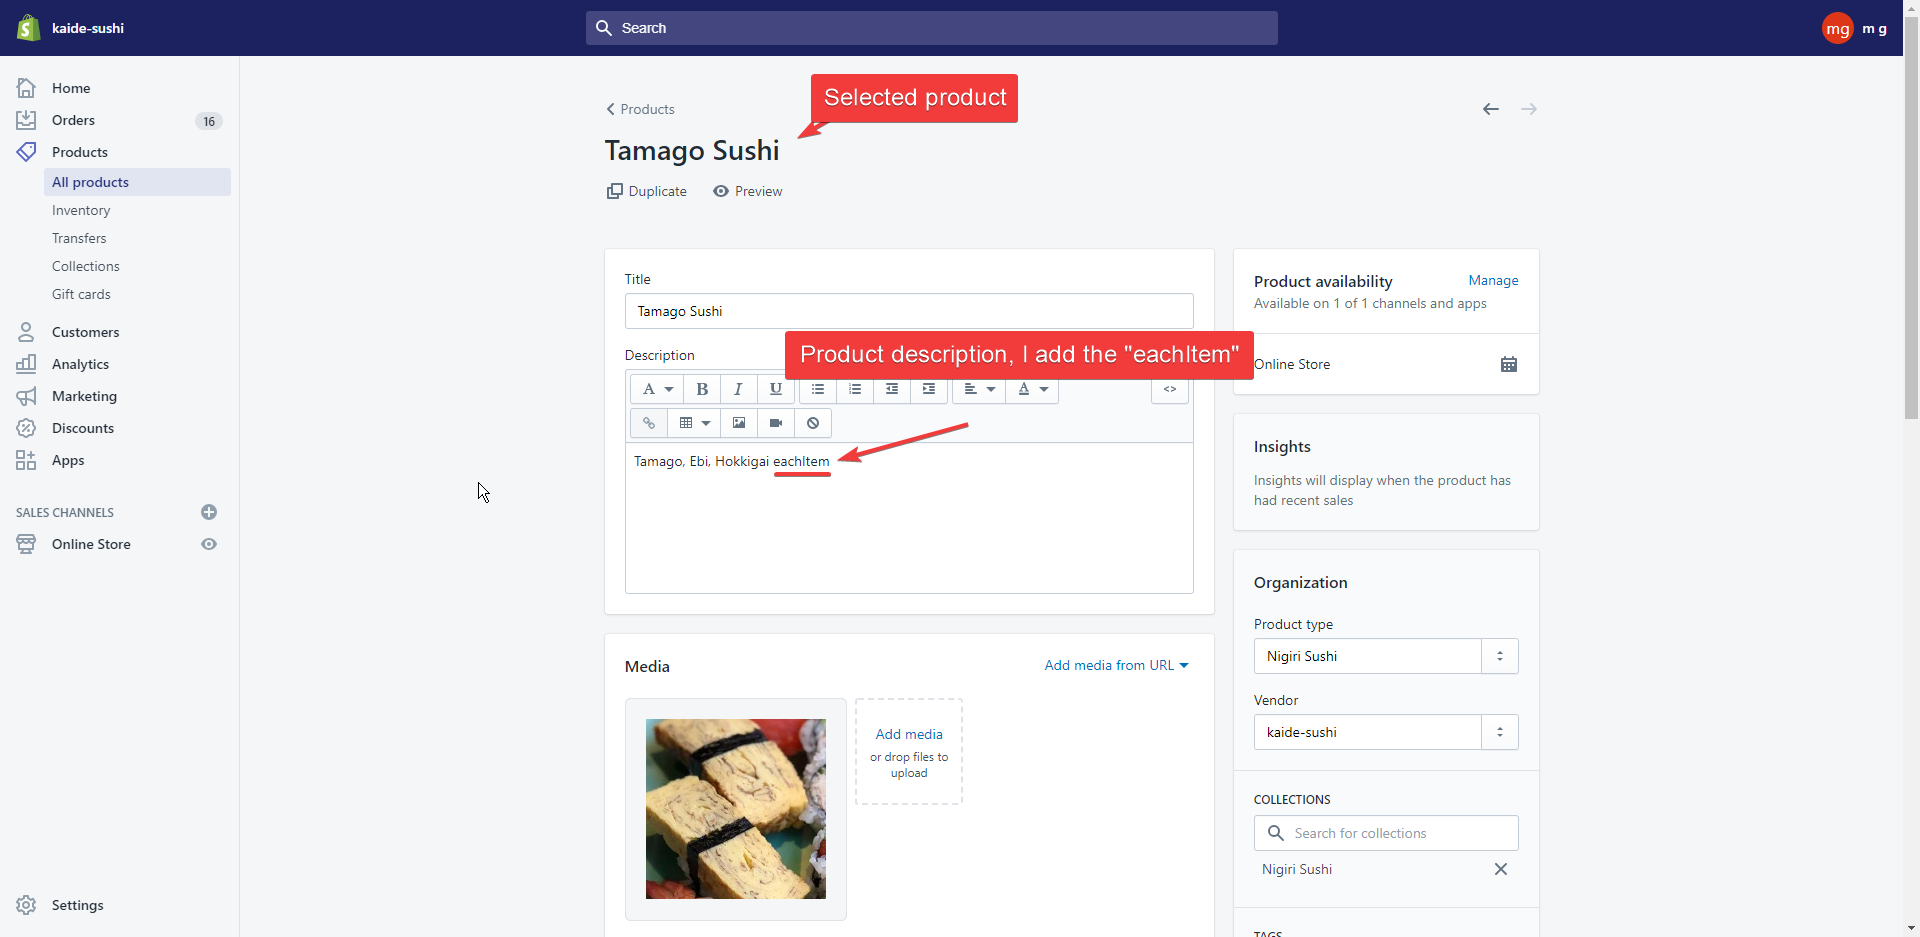 kaide-sushi
Search
mg
m g
Home
Orders
16
Products
All products
Inventory
Transfers
Collections
Gift cards
Customers
Analytics
Marketing
Discounts
Apps
SALES CHANNELS
Online Store
Settings
Products
Selected product
Tamago Sushi
Duplicate
Preview
Title
Tamago Sushi
Description
Product description, I add the "eachItem"
A
B
I
U
A
<>
Tamago, Ebi, Hokkigai eachItem
Media
Add media from URL
Add media
or drop files to
upload
Product availability
Manage
Available on 1 of 1 channels and apps
Online Store
Insights
Insights will display when the product has
had recent sales
Organization
Product type
Nigiri Sushi
Vendor
kaide-sushi
COLLECTIONS
Search for collections
Nigiri Sushi
TAGS